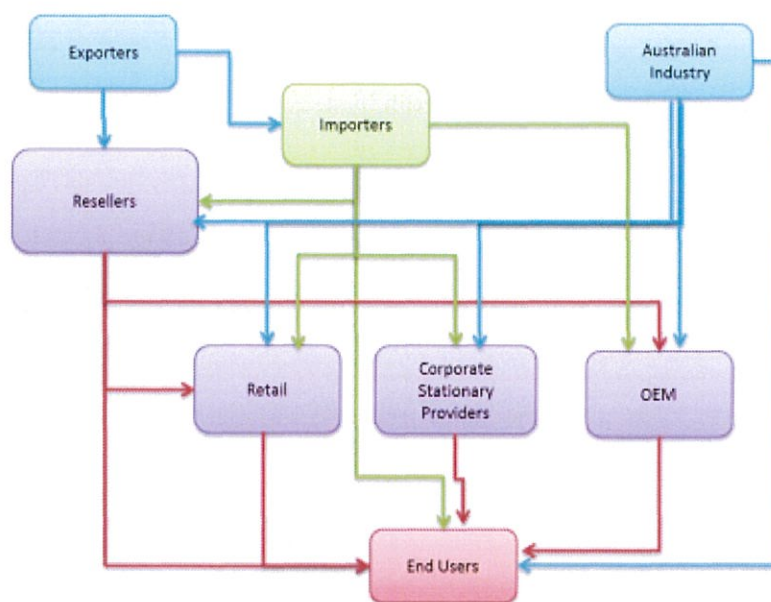 Exporters
Australian
Industry
Importers
Resellers
Retail
Corporate
Stationary
Providers
OEM
End Users